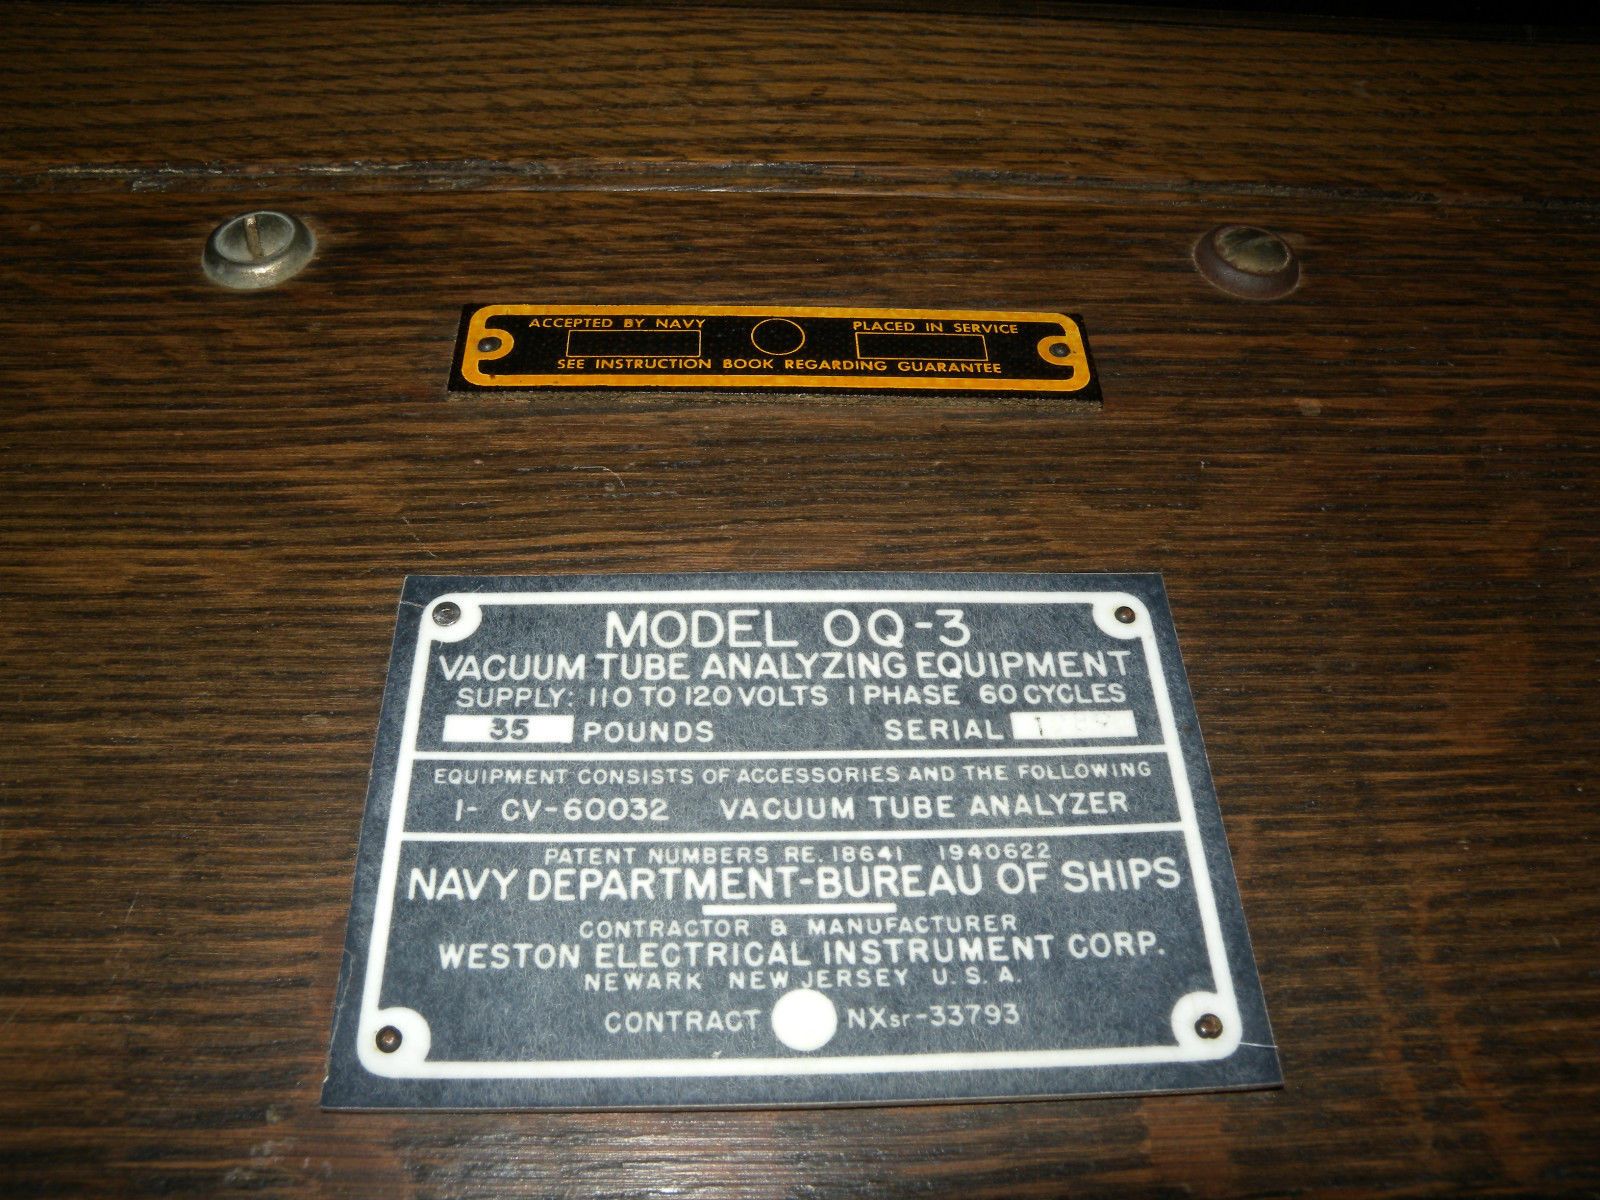 ACCEPTED BY NAVY PLACED IN SERVICE
SEE INSTRUCTION BOOK REGARDING GUARANTEE
MODEL OQ-3
VACUUM TUBE ANALYZING EQUIPMENT
SUPPLY: 110 TO 120 VOLTS 1 PHASE 60 CYCLES
35 POUNDS SERIAL
EQUIPMENT CONSISTS OF ACCESSORIES AND THE FOLLOWING
1- CV-60032 VACUUM TUBE ANALYZER
PATENT NUMBERS RE. 18641 1940622
NAVY DEPARTMENT-BUREAU OF SHIPS
CONTRACTOR & MANUFACTURER
WESTON ELECTRICAL INSTRUMENT CORP.
NEWARK NEW JERSEY U.S.A.
CONTRACT NXsr-33793